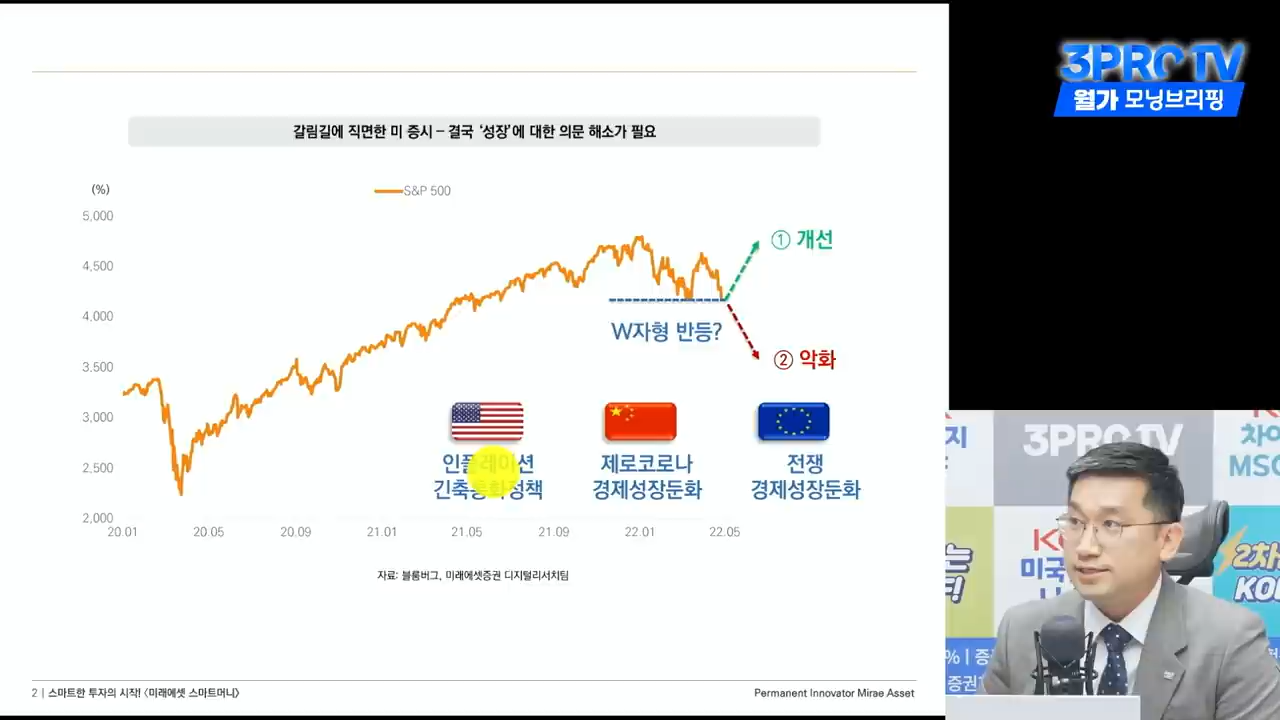 3PRO TV
월가 모닝브리핑
갈림길에 직면한 미 증시 – 결국 ‘성장’에 대한 의문 해소가 필요
(%)
S&P 500
5,000
4,500
4,000
3,500
3,000
2,500
2,000
① 개선
W자형 반등?
② 악화
인플레이션
긴축통화정책
제로코로나
경제성장둔화
전쟁
경제성장둔화
20.01
20.05
20.09
21.01
21.05
21.09
22.01
22.05
자료: 블룸버그, 미래에셋증권 디지털리서치팀
2 | 스마트한 투자의 시작! <미래에셋 스마트머니>
Permanent Innovator Mirae Asset
3PRO TV
미국
2차